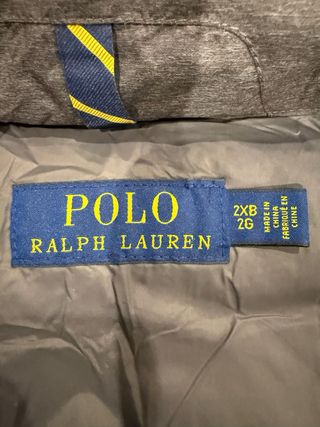 POLO
RALPH LAUREN
2XB
2G
MADE IN
CHINA
FABRIQUÉ EN
CHINE